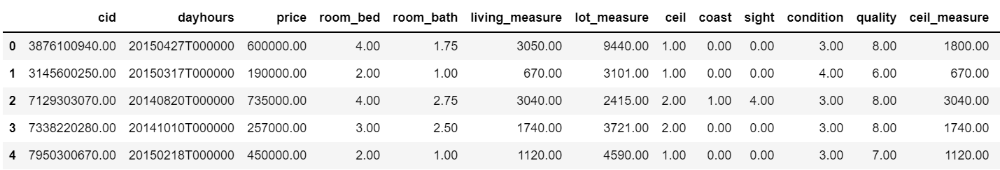 cid dayhours price room_bed room_bath living_measure lot_measure ceil coast sight condition quality ceil_measure
0 3876100940.00 20150427T000000 600000.00 4.00 1.75 3050.00 9440.00 1.00 0.00 0.00 3.00 8.00 1800.00
1 3145600250.00 20150317T000000 190000.00 2.00 1.00 670.00 3101.00 1.00 0.00 0.00 4.00 6.00 670.00
2 7129303070.00 20140820T000000 735000.00 4.00 2.75 3040.00 2415.00 2.00 1.00 4.00 3.00 8.00 3040.00
3 7338220280.00 20141010T000000 257000.00 3.00 2.50 1740.00 3721.00 2.00 0.00 0.00 3.00 8.00 1740.00
4 7950300670.00 20150218T000000 450000.00 2.00 1.00 1120.00 4590.00 1.00 0.00 0.00 3.00 7.00 1120.00